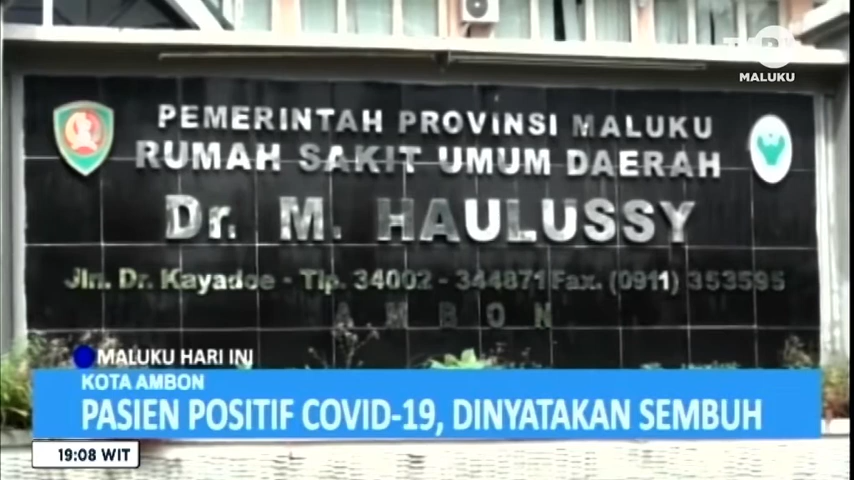 MALUKU
PEMERINTAH PROVINSI MALUKU
RUMAH SAKIT UMUM DAERAH
Dr. M. HAULUSSY
Jln. Dr. Kayadoe - Tlp. 34002 - 344871 Fax. (0911) 353595
AMBON
MALUKU HARI INI
KOTA AMBON
PASIEN POSITIF COVID-19, DINYATAKAN SEMBUH
19:08 WIT